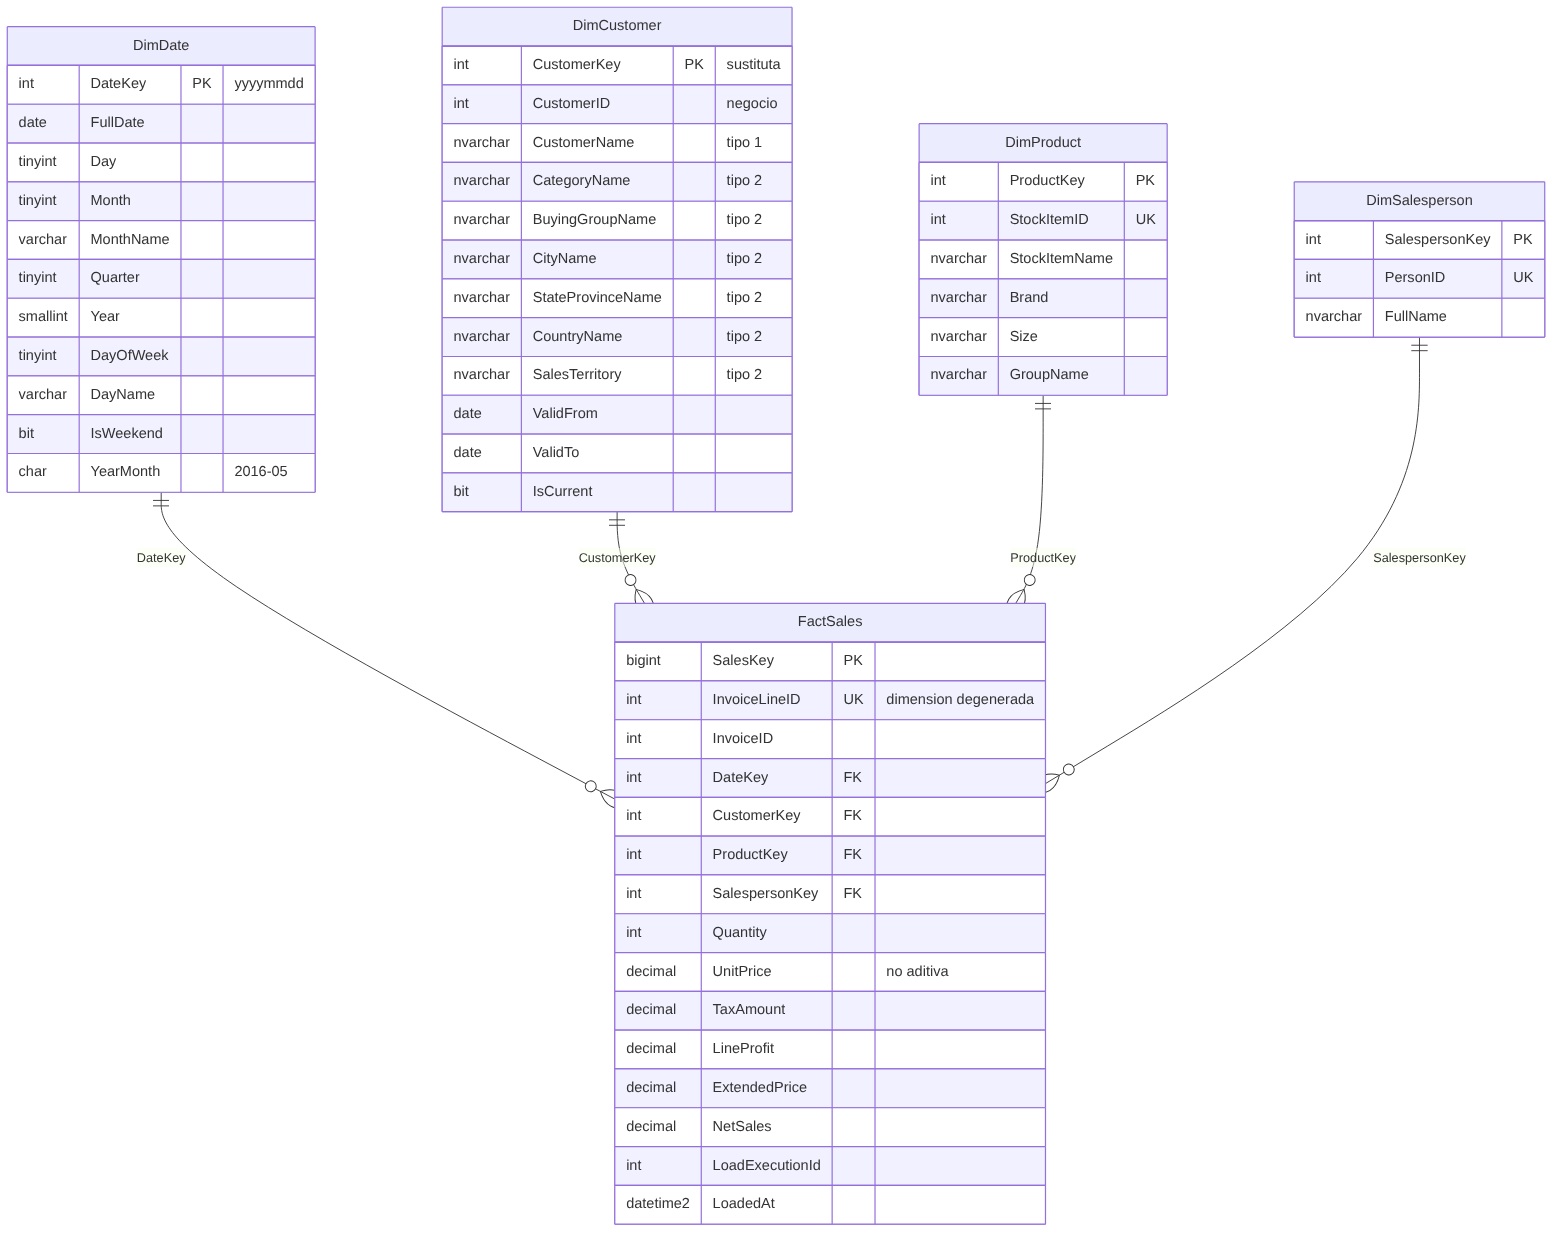 DimDate
int DateKey PK yyyymmdd
date FullDate
tinyint Day
tinyint Month
varchar MonthName
tinyint Quarter
smallint Year
tinyint DayOfWeek
varchar DayName
bit IsWeekend
char YearMonth 2016-05
DimCustomer
int CustomerKey PK sustituta
int CustomerID negocio
nvarchar CustomerName tipo 1
nvarchar CategoryName tipo 2
nvarchar BuyingGroupName tipo 2
nvarchar CityName tipo 2
nvarchar StateProvinceName tipo 2
nvarchar CountryName tipo 2
nvarchar SalesTerritory tipo 2
date ValidFrom
date ValidTo
bit IsCurrent
DimProduct
int ProductKey PK
int StockItemID UK
nvarchar StockItemName
nvarchar Brand
nvarchar Size
nvarchar GroupName
DimSalesperson
int SalespersonKey PK
int PersonID UK
nvarchar FullName
DateKey
CustomerKey
ProductKey
SalespersonKey
FactSales
bigint SalesKey PK
int InvoiceLineID UK dimension degenerada
int InvoiceID
int DateKey FK
int CustomerKey FK
int ProductKey FK
int SalespersonKey FK
int Quantity
decimal UnitPrice no aditiva
decimal TaxAmount
decimal LineProfit
decimal ExtendedPrice
decimal NetSales
int LoadExecutionId
datetime2 LoadedAt